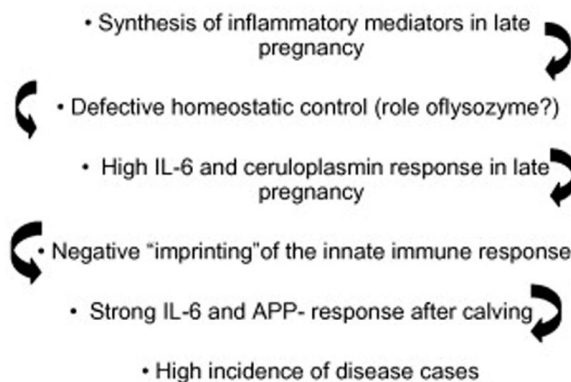 • Synthesis of inflammatory mediators in late
pregnancy
• Defective homeostatic control (role oflysozyme?)
• High IL-6 and ceruloplasmin response in late
pregnancy
• Negative “imprinting”of the innate immune response
• Strong IL-6 and APP- response after calving
• High incidence of disease cases